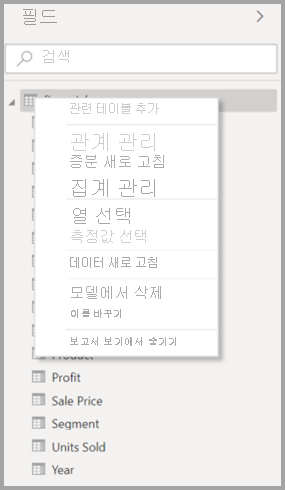 필드
검색
관련 테이블 추가
관계 관리
증분 새로 고침
집계 관리
열 선택
측정값 선택
데이터 새로 고침
모델에서 삭제
이름 바꾸기
보고서 보기에서 숨기기
Product
Profit
Sale Price
Segment
Units Sold
Year